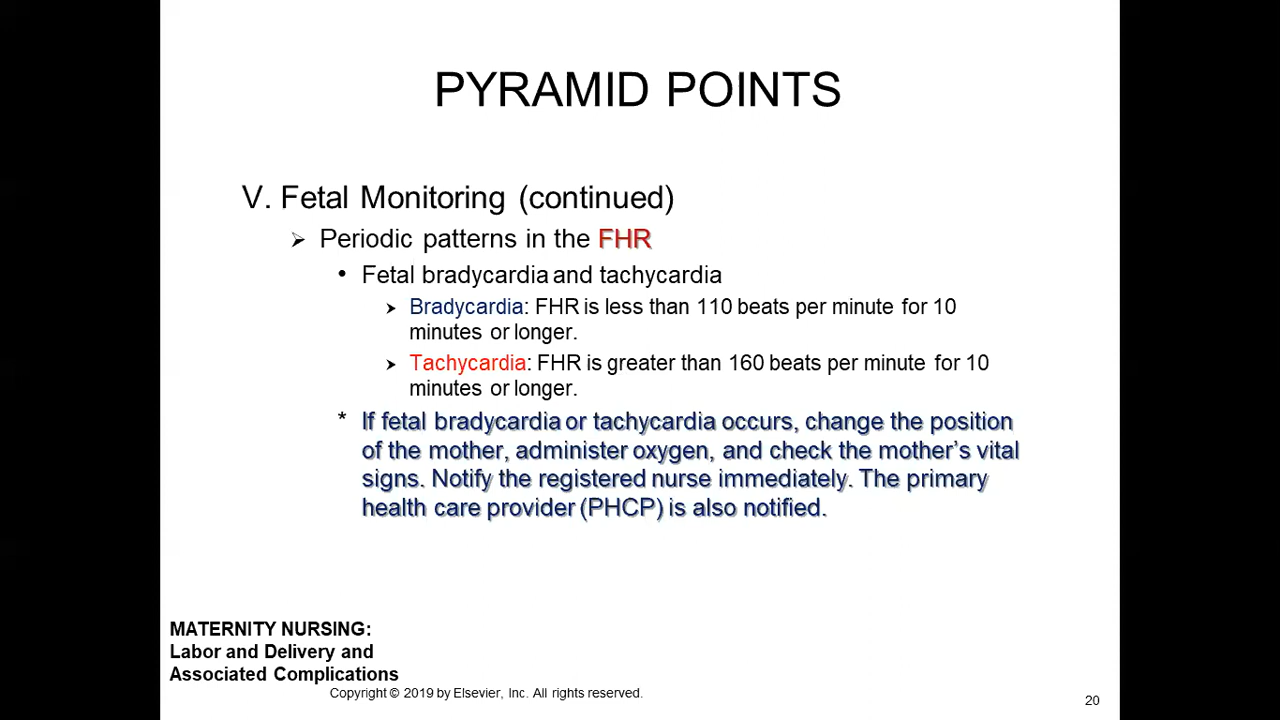 PYRAMID POINTS
V. Fetal Monitoring (continued)
➢ Periodic patterns in the FHR
• Fetal bradycardia and tachycardia
➢ Bradycardia: FHR is less than 110 beats per minute for 10
minutes or longer.
➢ Tachycardia: FHR is greater than 160 beats per minute for 10
minutes or longer.
* If fetal bradycardia or tachycardia occurs, change the position
of the mother, administer oxygen, and check the mother’s vital
signs. Notify the registered nurse immediately. The primary
health care provider (PHCP) is also notified.
MATERNITY NURSING:
Labor and Delivery and
Associated Complications
Copyright © 2019 by Elsevier, Inc. All rights reserved.
20